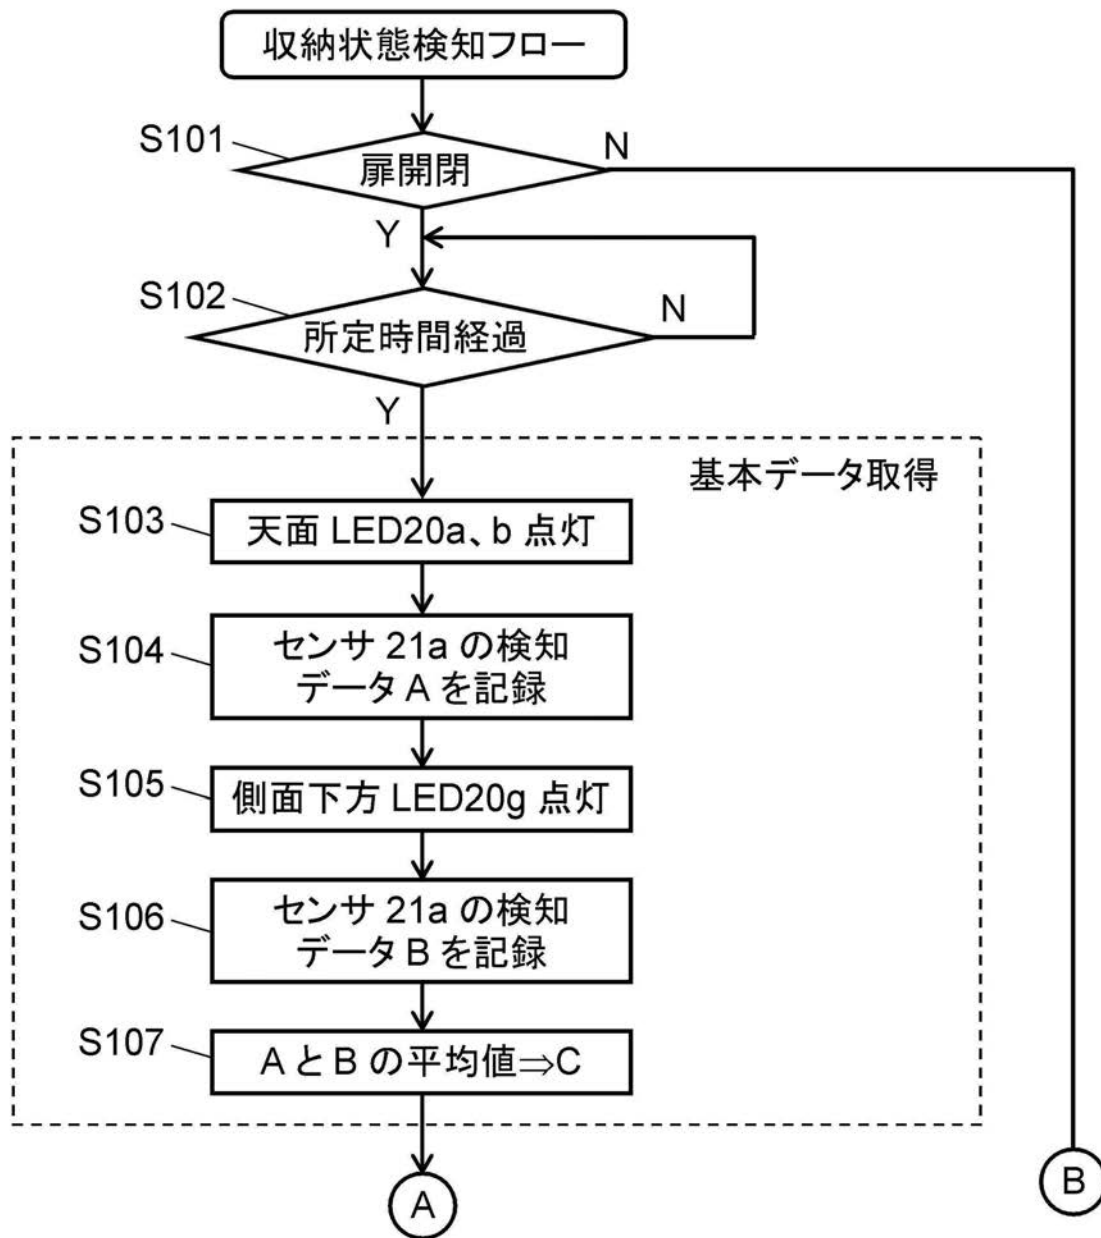 収納状態検知フロー
S101
扉開閉
N
Y
S102
所定時間経過
N
Y
基本データ取得
S103
天面 LED20a、b 点灯
S104
センサ 21a の検知
データ A を記録
S105
側面下方 LED20g 点灯
S106
センサ 21a の検知
データ B を記録
S107
A と B の平均値⇒C
A
B